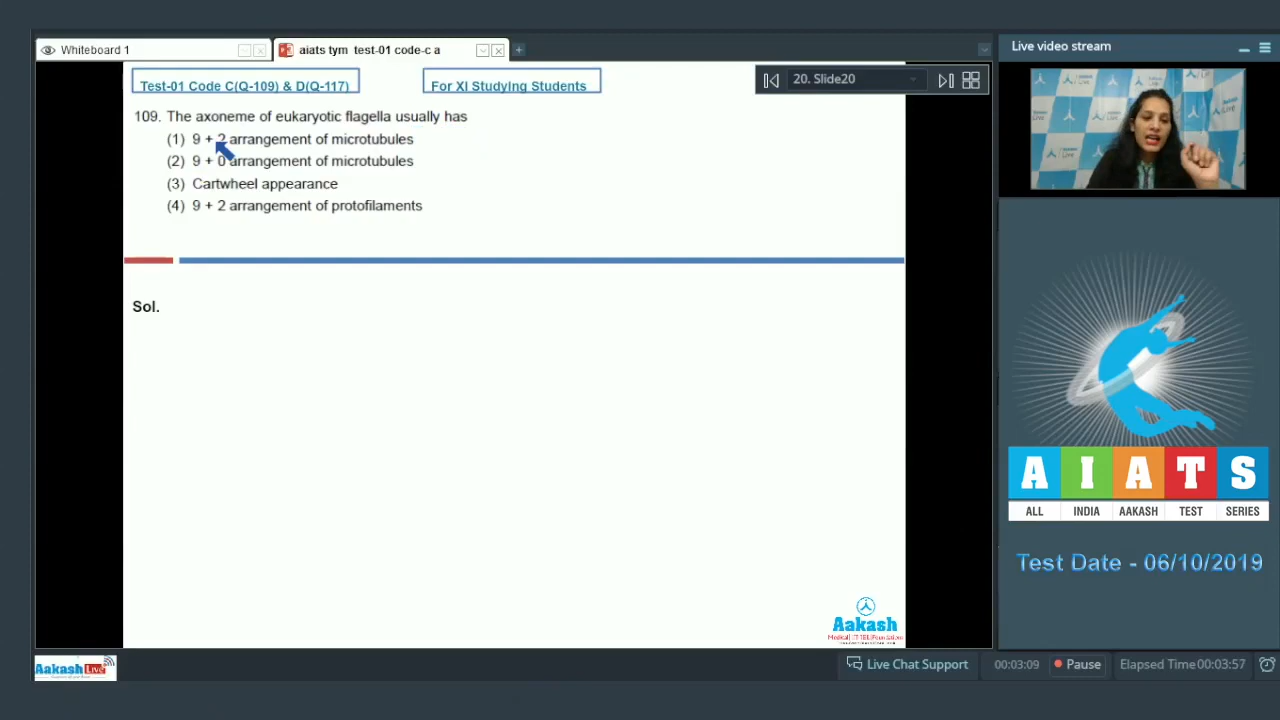 Whiteboard 1
aiats tym test-01 code-c a
Live video stream
Test-01 Code C(Q-109) & D(Q-117)
For XI Studying Students
20. Slide20
109. The axoneme of eukaryotic flagella usually has
(1) 9 + 2 arrangement of microtubules
(2) 9 + 0 arrangement of microtubules
(3) Cartwheel appearance
(4) 9 + 2 arrangement of protofilaments
Sol.
A I A T S
ALL INDIA AAKASH TEST SERIES
Test Date - 06/10/2019
Aakash
Medical|IIT-JEE|Foundations
Aakash Live
Live Chat Support
00:03:09
Pause
Elapsed Time 00:03:57